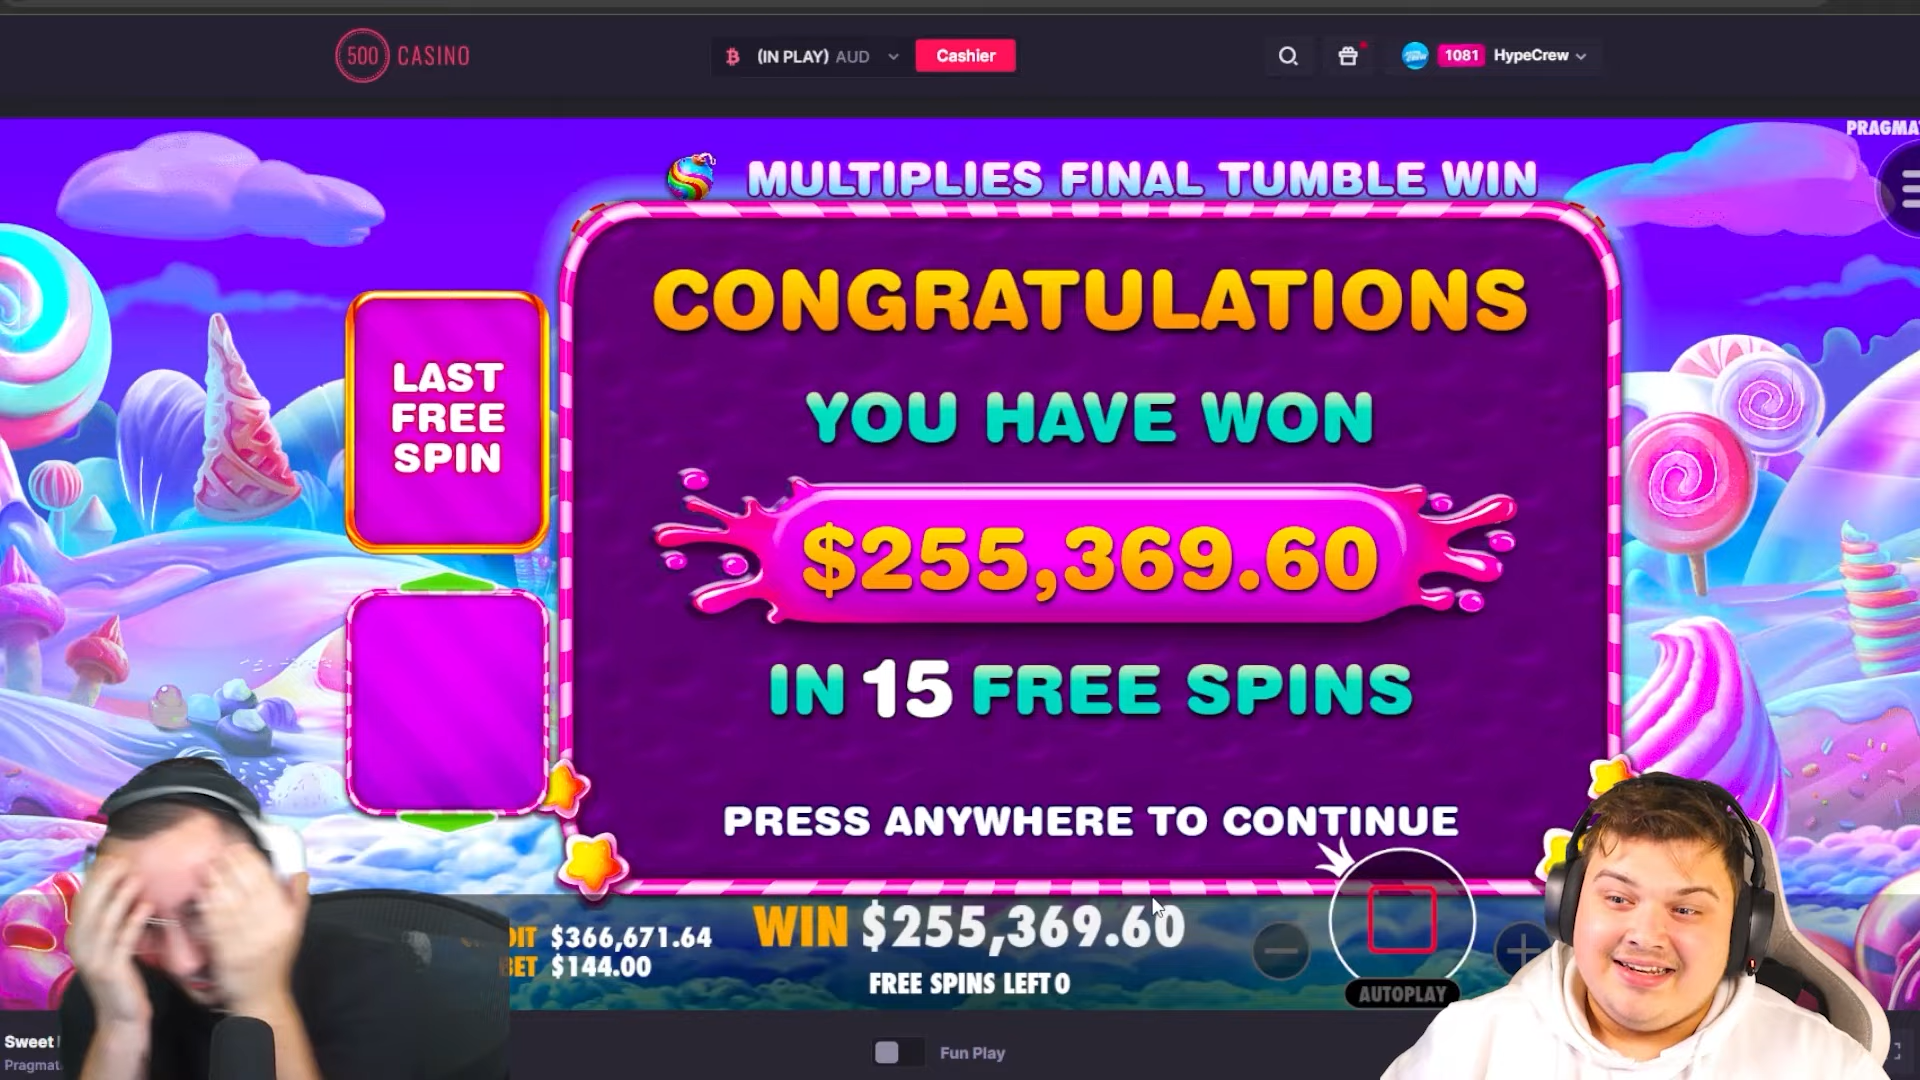 500 CASINO
(IN PLAY) AUD
Cashier
1081 HypeCrew
MULTIPLIES FINAL TUMBLE WIN
CONGRATULATIONS
YOU HAVE WON
$255,369.60
IN 15 FREE SPINS
PRESS ANYWHERE TO CONTINUE
LAST
FREE
SPIN
$366,671.64
BET $144.00
WIN $255,369.60
FREE SPINS LEFT 0
AUTOPLAY
Sweet
Fun Play